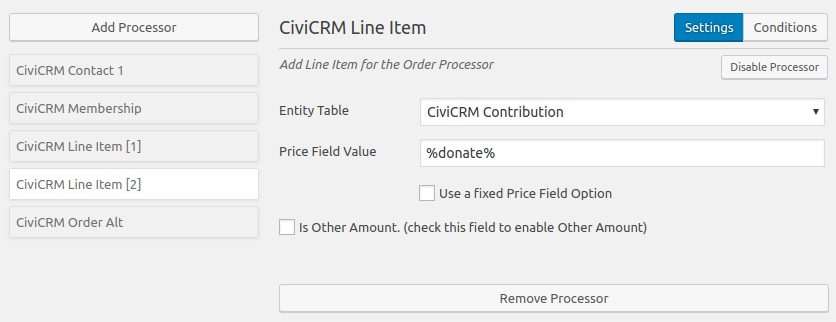 Add Processor
CiviCRM Contact 1
CiviCRM Membership
CiviCRM Line Item [1]
CiviCRM Line Item [2]
CiviCRM Order Alt
CiviCRM Line Item
Settings Conditions
Add Line Item for the Order Processor
Disable Processor
Entity Table CiviCRM Contribution
Price Field Value %donate%
Use a fixed Price Field Option
Is Other Amount. (check this field to enable Other Amount)
Remove Processor